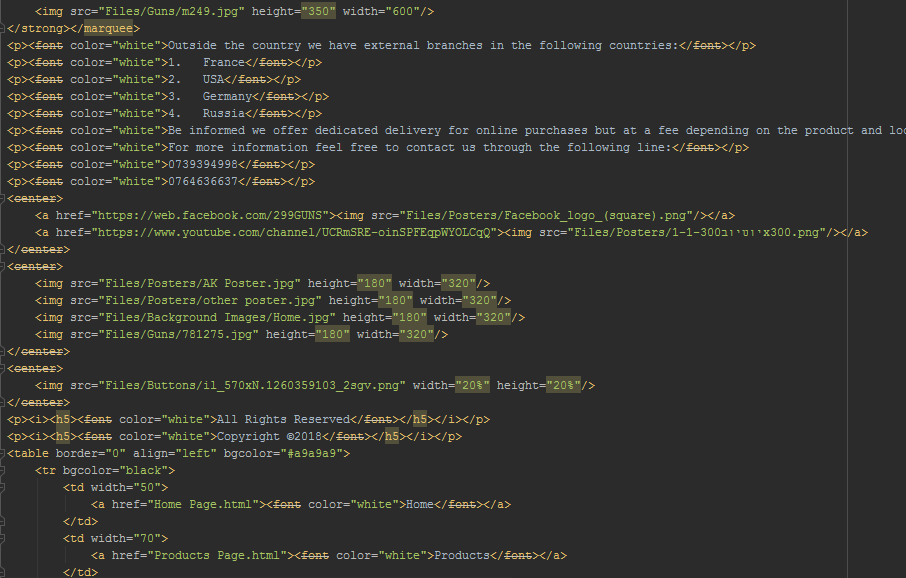 <img src="Files/Guns/m249.jpg" height="350" width="600"/>
</strong></marquee>
<p><font color="white">Outside the country we have external branches in the following countries:</font></p>
<p><font color="white">1.   France</font></p>
<p><font color="white">2.   USA</font></p>
<p><font color="white">3.   Germany</font></p>
<p><font color="white">4.   Russia</font></p>
<p><font color="white">Be informed we offer dedicated delivery for online purchases but at a fee depending on the product and loc
<p><font color="white">For more information feel free to contact us through the following line:</font></p>
<p><font color="white">0739394998</font></p>
<p><font color="white">0764636637</font></p>
<center>
<a href="https://web.facebook.com/299GUNS"><img src="Files/Posters/Facebook_logo_(square).png"/></a>
<a href="https://www.youtube.com/channel/UCRmSRE-oinSPFEqpWYOLCqQ"><img src="Files/Posters/1-1-300יוטיובx300.png"/></a>
</center>
<center>
<img src="Files/Posters/AK Poster.jpg" height="180" width="320"/>
<img src="Files/Posters/other poster.jpg" height="180" width="320"/>
<img src="Files/Background Images/Home.jpg" height="180" width="320"/>
<img src="Files/Guns/781275.jpg" height="180" width="320"/>
</center>
<center>
<img src="Files/Buttons/il_570xN.1260359103_2sgv.png" width="20%" height="20%"/>
</center>
<p><i><h5><font color="white">All Rights Reserved</font></h5></i></p>
<p><i><h5><font color="white">Copyright ©2018</font></h5></i></p>
<table border="0" align="left" bgcolor="#a9a9a9">
<tr bgcolor="black">
<td width="50">
<a href="Home Page.html"><font color="white">Home</font></a>
</td>
<td width="70">
<a href="Products Page.html"><font color="white">Products</font></a>
</td>